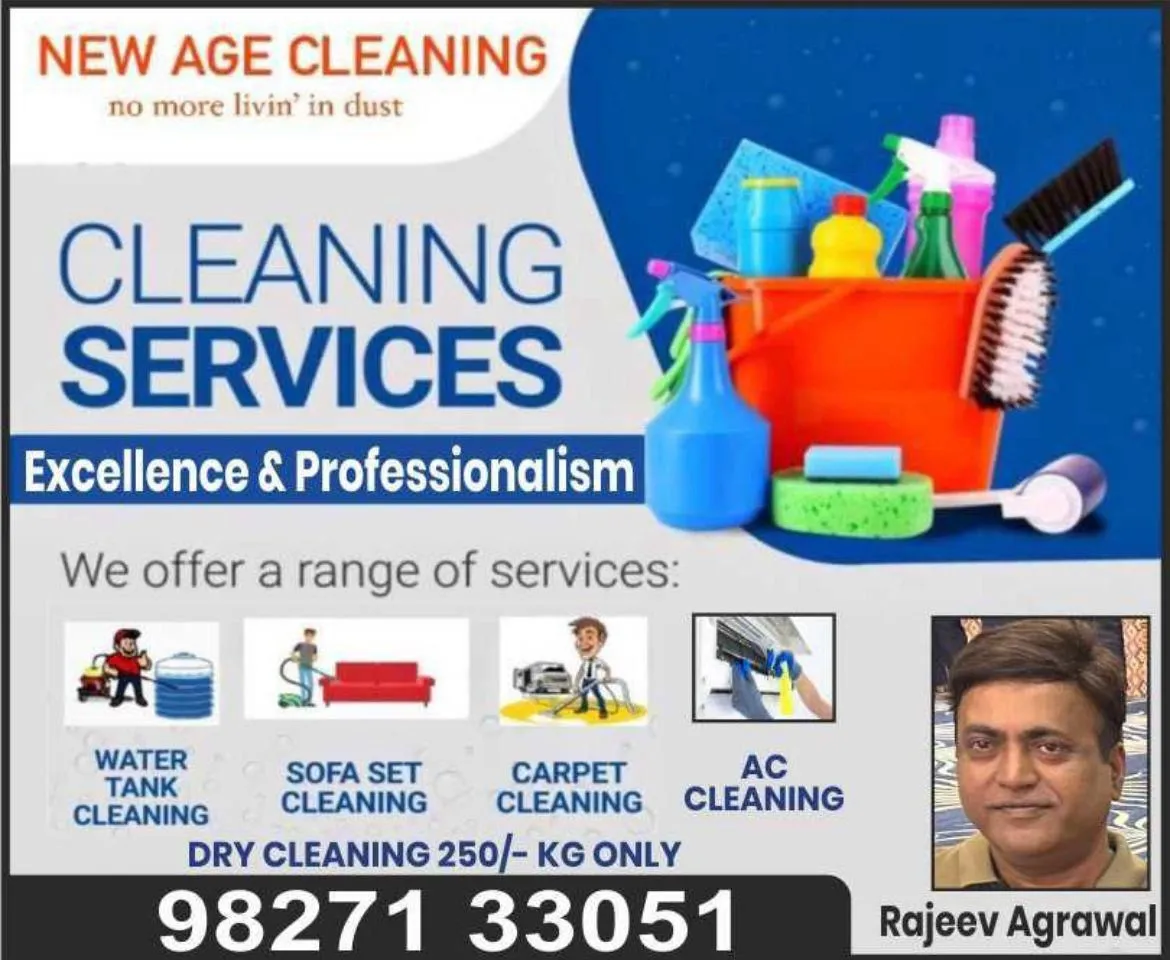 NEW AGE CLEANING
no more livin' in dust
CLEANING
SERVICES
Excellence & Professionalism
We offer a range of services:
WATER
TANK
CLEANING
SOFA SET
CLEANING
CARPET
CLEANING
AC
CLEANING
DRY CLEANING 250/- KG ONLY
98271 33051
Rajeev Agrawal